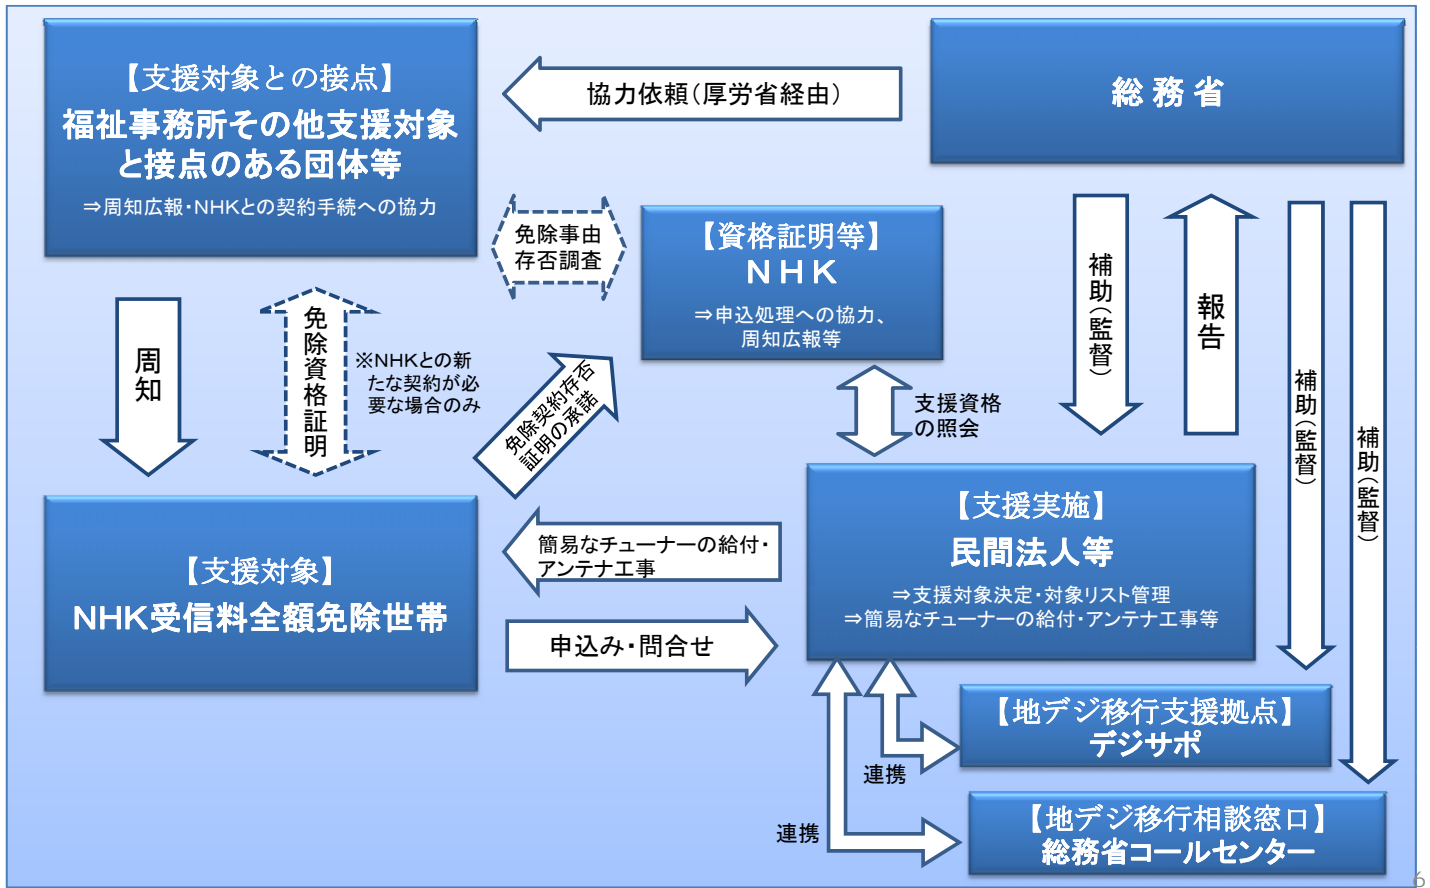 【支援対象との接点】
福祉事務所その他支援対象
と接点のある団体等
⇒周知広報・NHKとの契約手続への協力
協力依頼（厚労省経由）
総務省
免除事由
存否調査
【資格証明等】
ＮＨＫ
⇒申込処理への協力、
周知広報等
周知
免除資格証明
※NHKとの新
たな契約が必
要な場合のみ
免除契約存否
証明の承諾
支援資格
の照会
補助（監督）
報告
補助（監督）
補助（監督）
【支援対象】
NHK受信料全額免除世帯
簡易なチューナーの給付・
アンテナ工事
申込み・問合せ
【支援実施】
民間法人等
⇒支援対象決定・対象リスト管理
⇒簡易なチューナーの給付・アンテナ工事等
連携
【地デジ移行支援拠点】
デジサポ
連携
【地デジ移行相談窓口】
総務省コールセンター
6